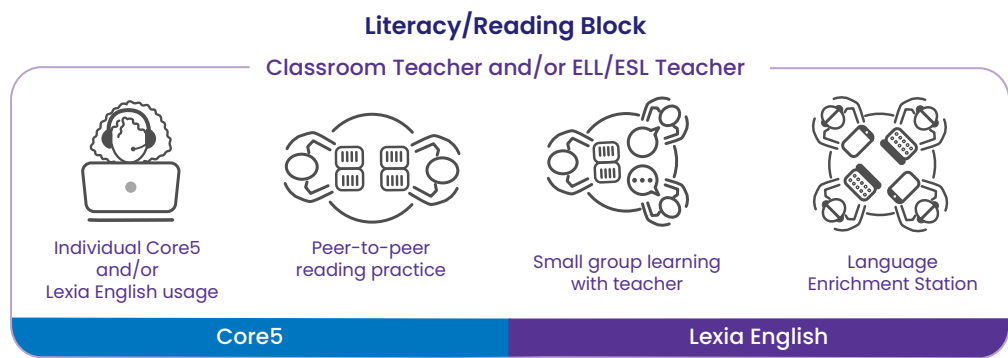 Literacy/Reading Block
Classroom Teacher and/or ELL/ESL Teacher
Individual Core5
and/or
Lexia English usage
Peer-to-peer
reading practice
Small group learning
with teacher
Language
Enrichment Station
Core5
Lexia English